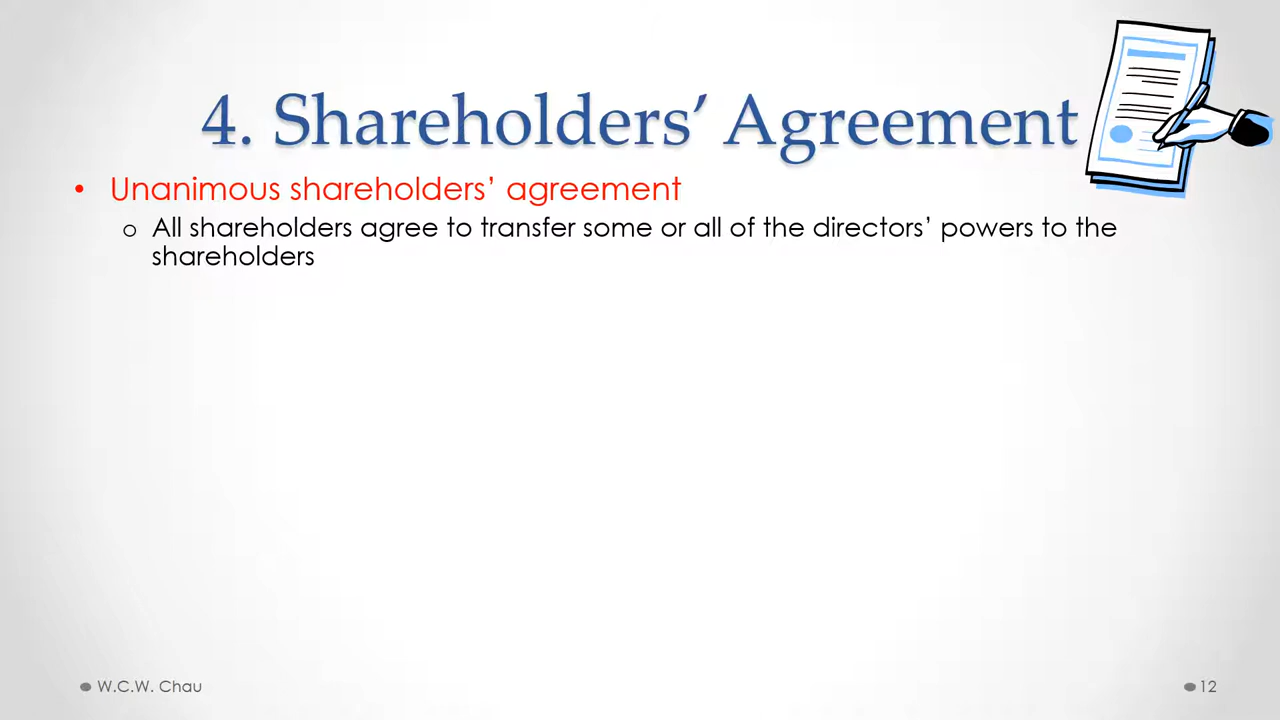 4. Shareholders’ Agreement
• Unanimous shareholders’ agreement
o All shareholders agree to transfer some or all of the directors’ powers to the
shareholders
W.C.W. Chau
12